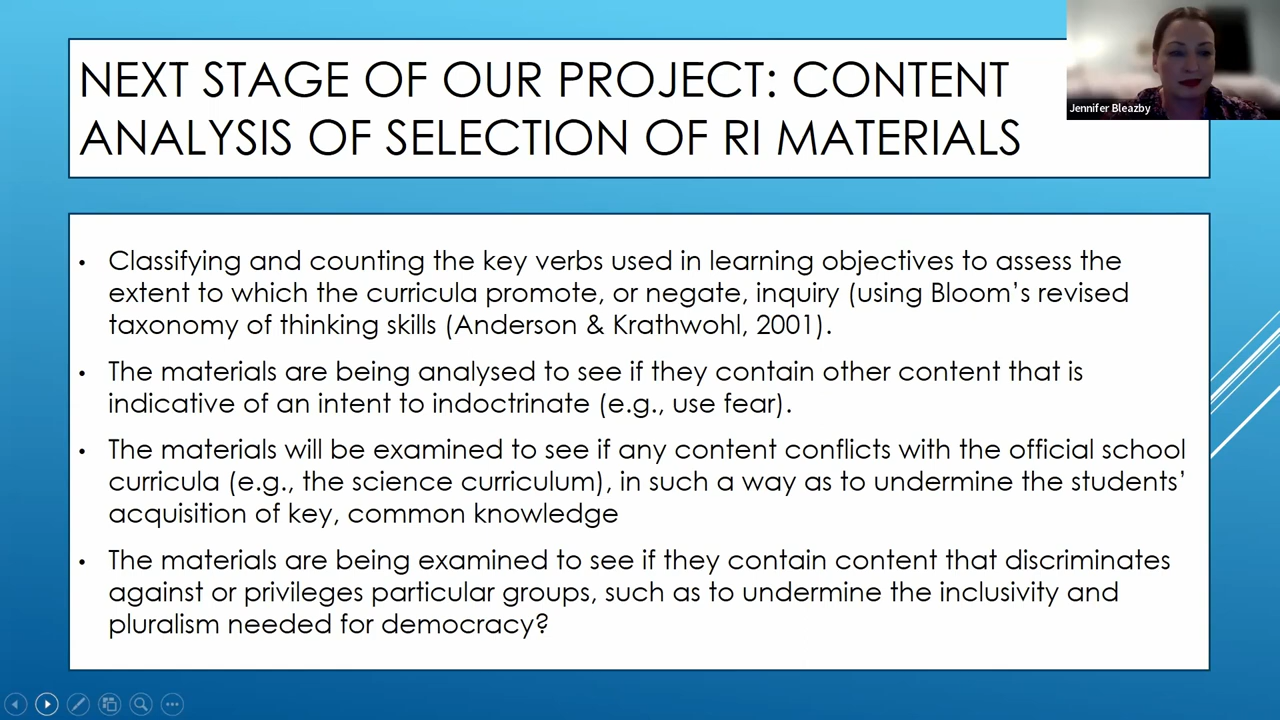 NEXT STAGE OF OUR PROJECT: CONTENT
ANALYSIS OF SELECTION OF RI MATERIALS
Jennifer Bleazby
• Classifying and counting the key verbs used in learning objectives to assess the
extent to which the curricula promote, or negate, inquiry (using Bloom’s revised
taxonomy of thinking skills (Anderson & Krathwohl, 2001).
• The materials are being analysed to see if they contain other content that is
indicative of an intent to indoctrinate (e.g., use fear).
• The materials will be examined to see if any content conflicts with the official school
curricula (e.g., the science curriculum), in such a way as to undermine the students’
acquisition of key, common knowledge
• The materials are being examined to see if they contain content that discriminates
against or privileges particular groups, such as to undermine the inclusivity and
pluralism needed for democracy?